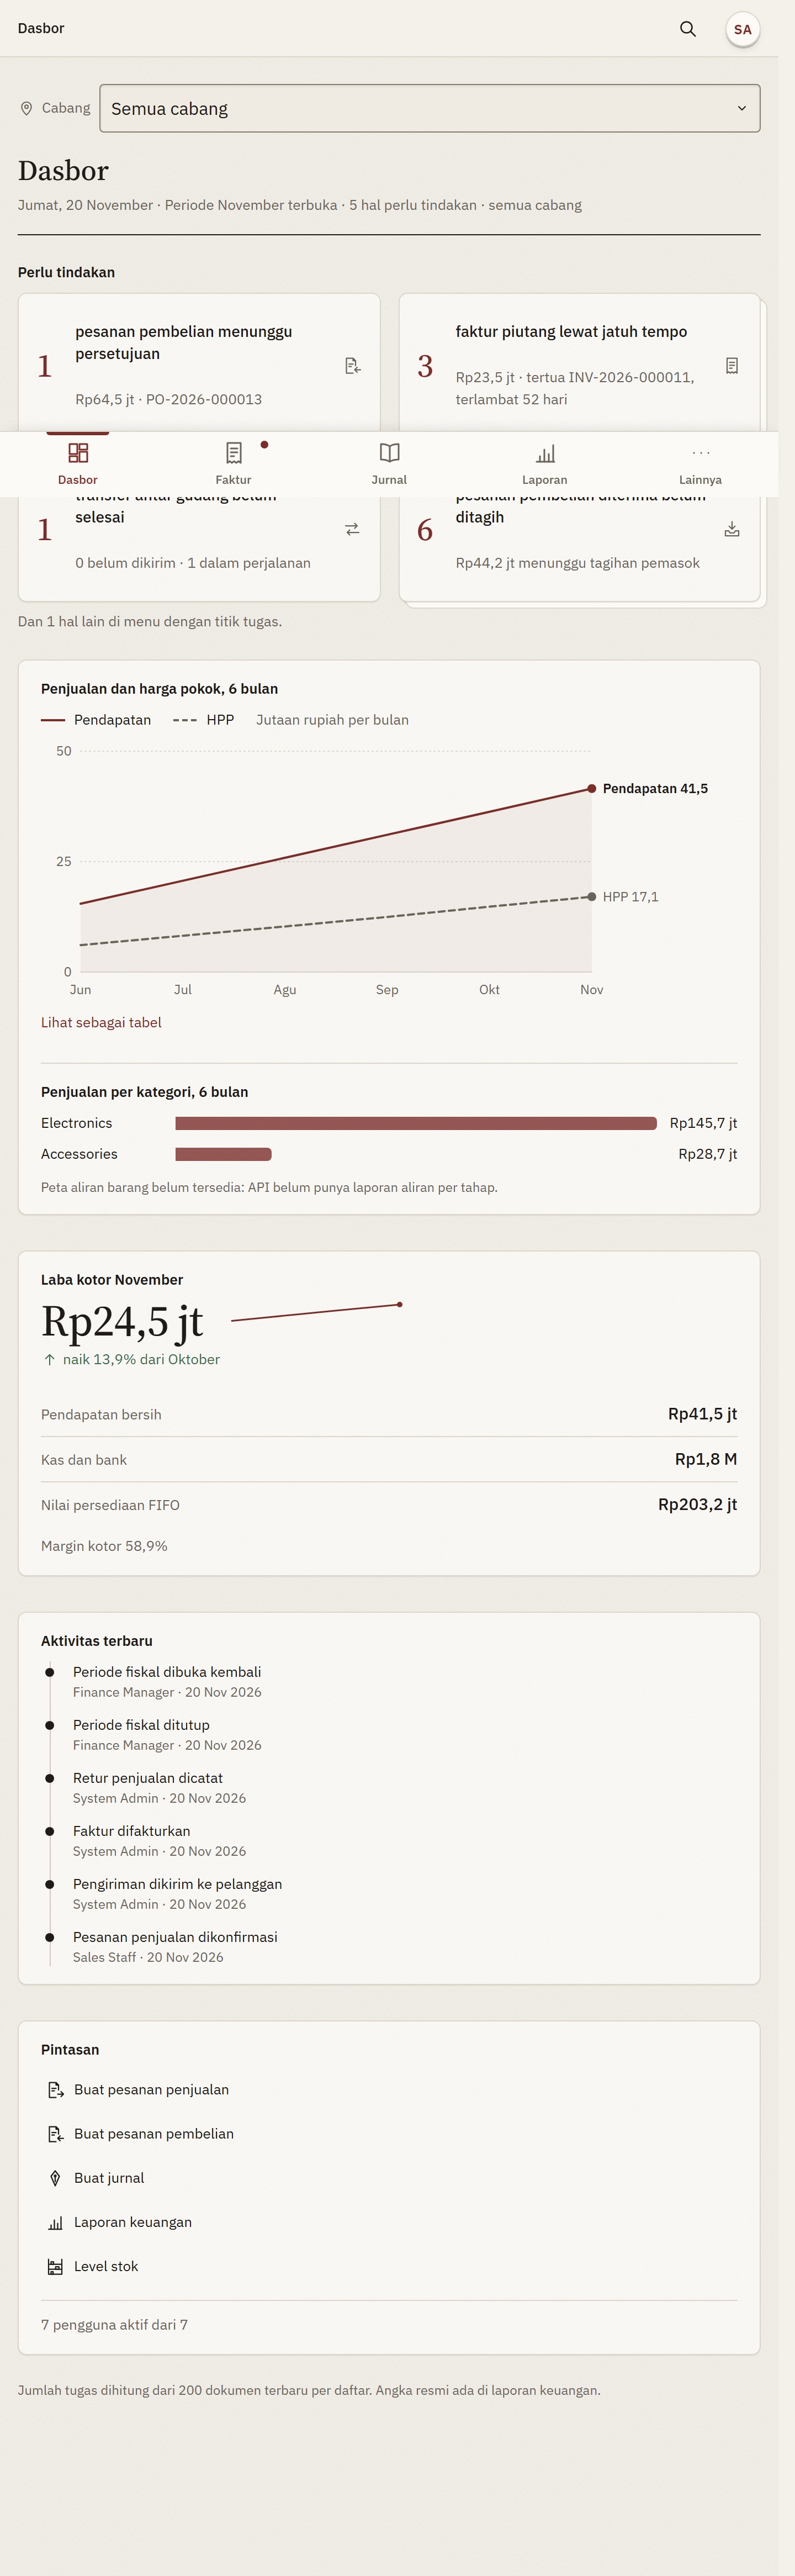 Dasbor
SA
Cabang
Semua cabang
Dasbor
Jumat, 20 November · Periode November terbuka · 5 hal perlu tindakan · semua cabang
Perlu tindakan
1
pesanan pembelian menunggu
persetujuan
Rp64,5 jt · PO-2026-000013
3
faktur piutang lewat jatuh tempo
Rp23,5 jt · tertua INV-2026-000011,
terlambat 52 hari
Dasbor
Faktur
Jurnal
Laporan
Lainnya
1
transfer antar gudang belum
selesai
0 belum dikirim · 1 dalam perjalanan
6
pesanan pembelian diterima belum
ditagih
Rp44,2 jt menunggu tagihan pemasok
Dan 1 hal lain di menu dengan titik tugas.
Penjualan dan harga pokok, 6 bulan
Pendapatan
HPP
Jutaan rupiah per bulan
50
Pendapatan 41,5
25
HPP 17,1
0
Jun
Jul
Agu
Sep
Okt
Nov
Lihat sebagai tabel
Penjualan per kategori, 6 bulan
Electronics
Rp145,7 jt
Accessories
Rp28,7 jt
Peta aliran barang belum tersedia: API belum punya laporan aliran per tahap.
Laba kotor November
Rp24,5 jt
naik 13,9% dari Oktober
Pendapatan bersih
Rp41,5 jt
Kas dan bank
Rp1,8 M
Nilai persediaan FIFO
Rp203,2 jt
Margin kotor 58,9%
Aktivitas terbaru
Periode fiskal dibuka kembali
Finance Manager · 20 Nov 2026
Periode fiskal ditutup
Finance Manager · 20 Nov 2026
Retur penjualan dicatat
System Admin · 20 Nov 2026
Faktur difakturkan
System Admin · 20 Nov 2026
Pengiriman dikirim ke pelanggan
System Admin · 20 Nov 2026
Pesanan penjualan dikonfirmasi
Sales Staff · 20 Nov 2026
Pintasan
Buat pesanan penjualan
Buat pesanan pembelian
Buat jurnal
Laporan keuangan
Level stok
7 pengguna aktif dari 7
Jumlah tugas dihitung dari 200 dokumen terbaru per daftar. Angka resmi ada di laporan keuangan.